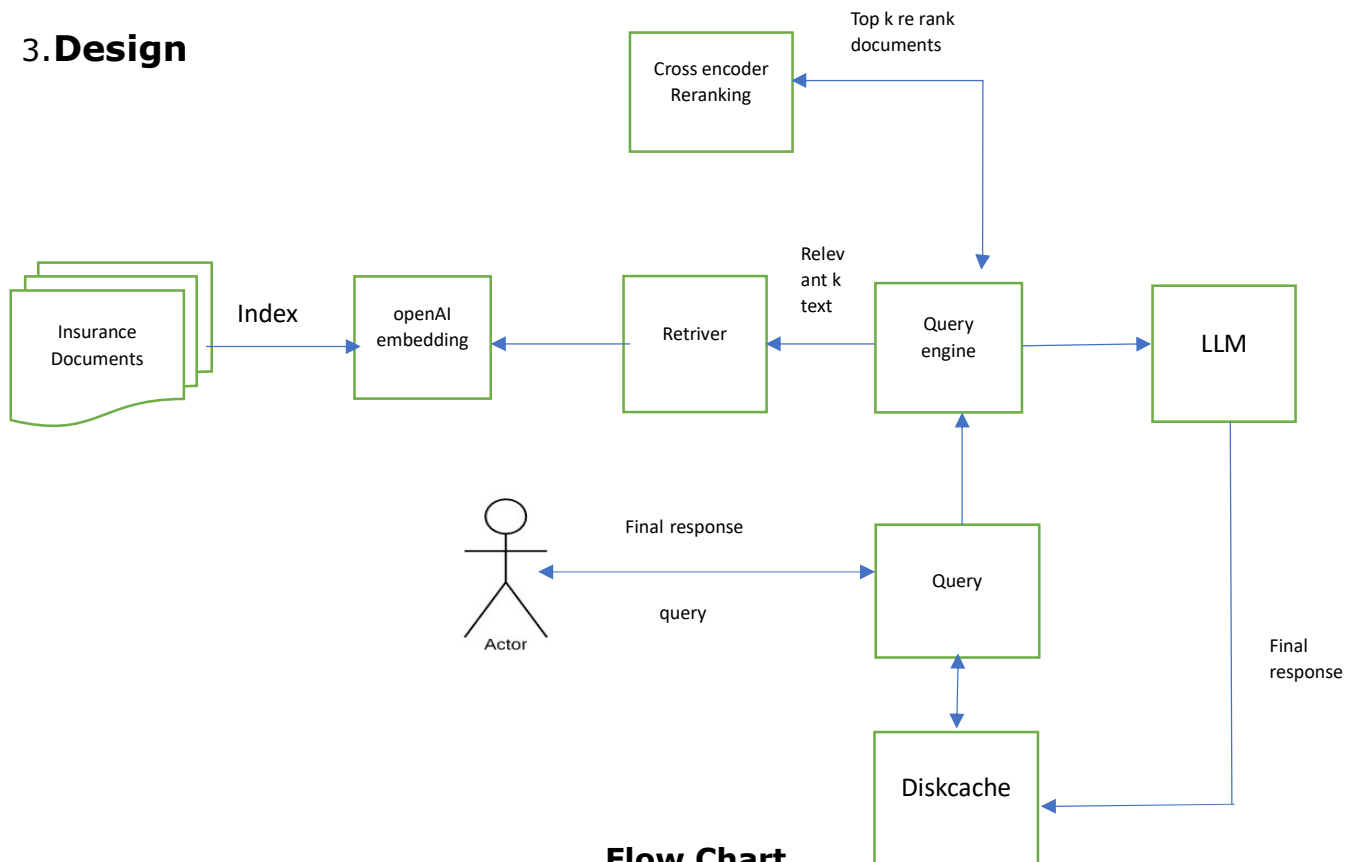 Top k re rank
documents
3.Design
Cross encoder
Reranking
Relev
ant k
text
Insurance
Documents
Index
openAI
embedding
Retriver
Query
engine
LLM
Final response
query
Actor
Query
Final
response
Diskcache
Flow Chart